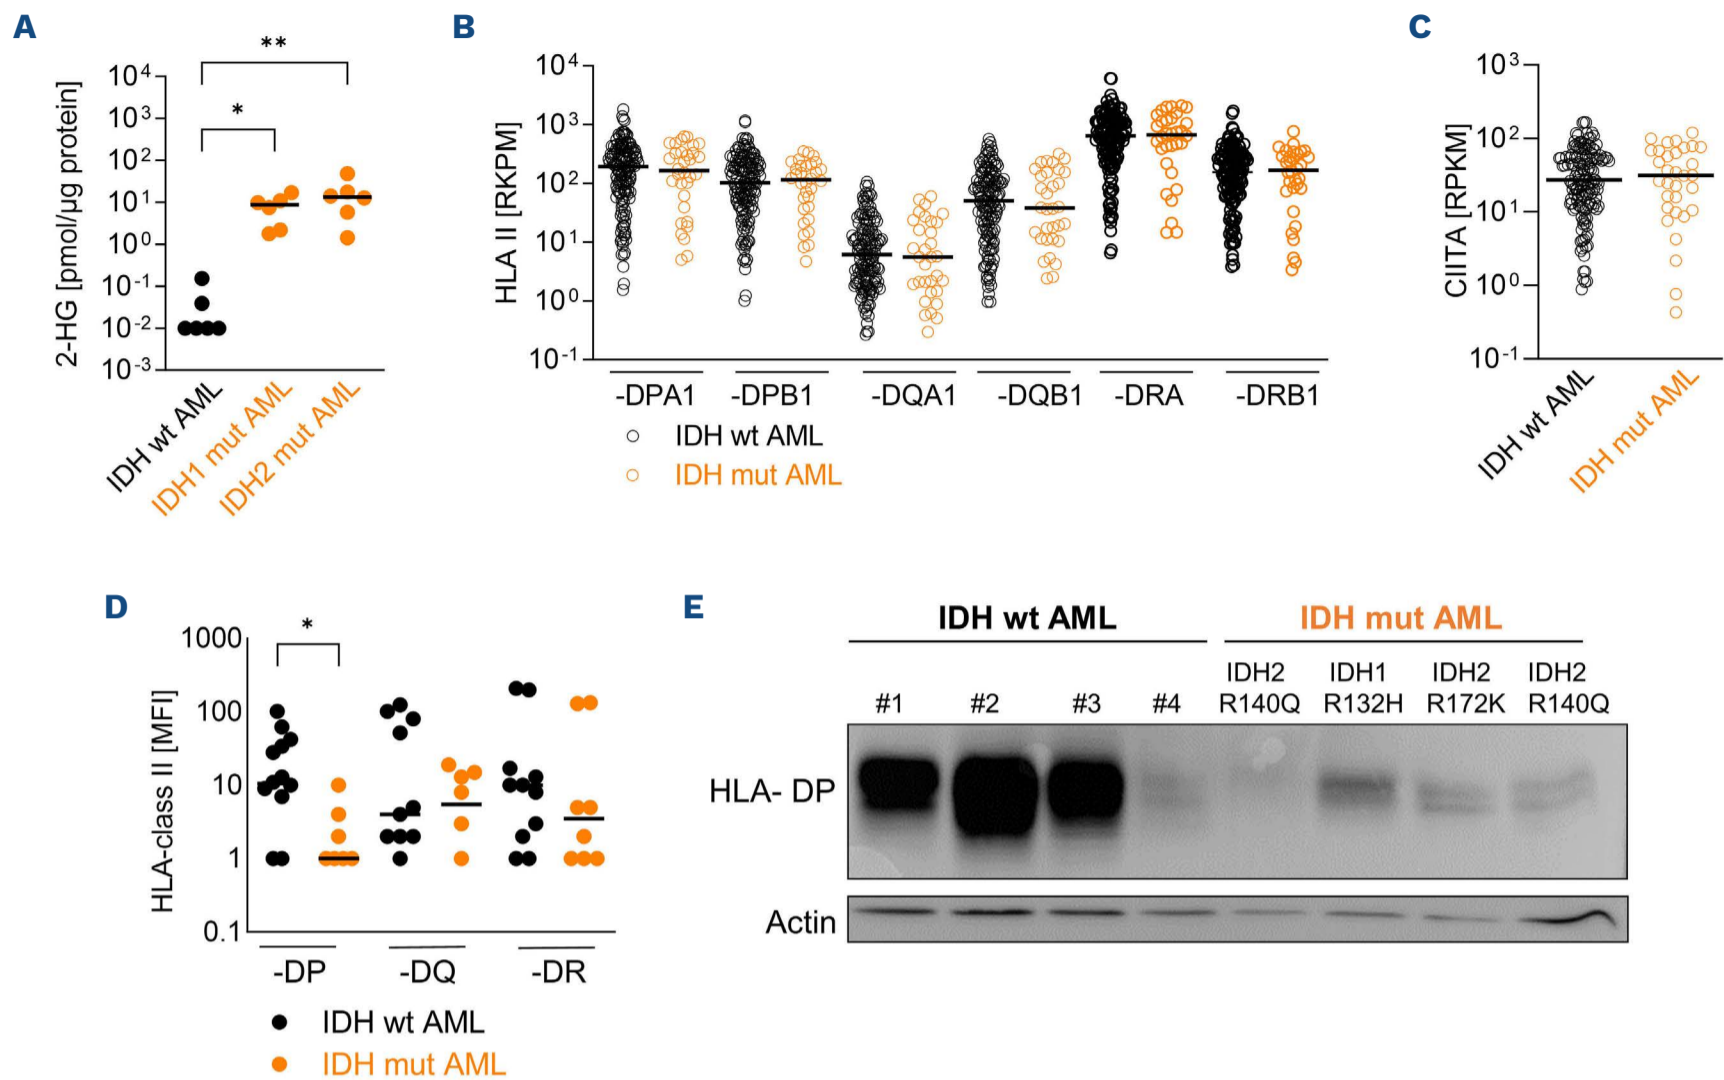 A
**
*
2-HG [pmol/µg protein]
10⁴
10³
10²
10¹
10⁰
10⁻¹
10⁻²
10⁻³
IDH wt AML
IDH1 mut AML
IDH2 mut AML
B
HLA II [RKPM]
10⁴
10³
10²
10¹
10⁰
10⁻¹
-DPA1 -DPB1 -DQA1 -DQB1 -DRA -DRB1
IDH wt AML
IDH mut AML
C
CIITA [RPKM]
10³
10²
10¹
10⁰
10⁻¹
IDH wt AML
IDH mut AML
D
*
HLA-class II [MFI]
1000
100
10
1
0.1
-DP -DQ -DR
IDH wt AML
IDH mut AML
E
IDH wt AML IDH mut AML
IDH2 IDH1 IDH2 IDH2
#1 #2 #3 #4 R140Q R132H R172K R140Q
HLA- DP
Actin